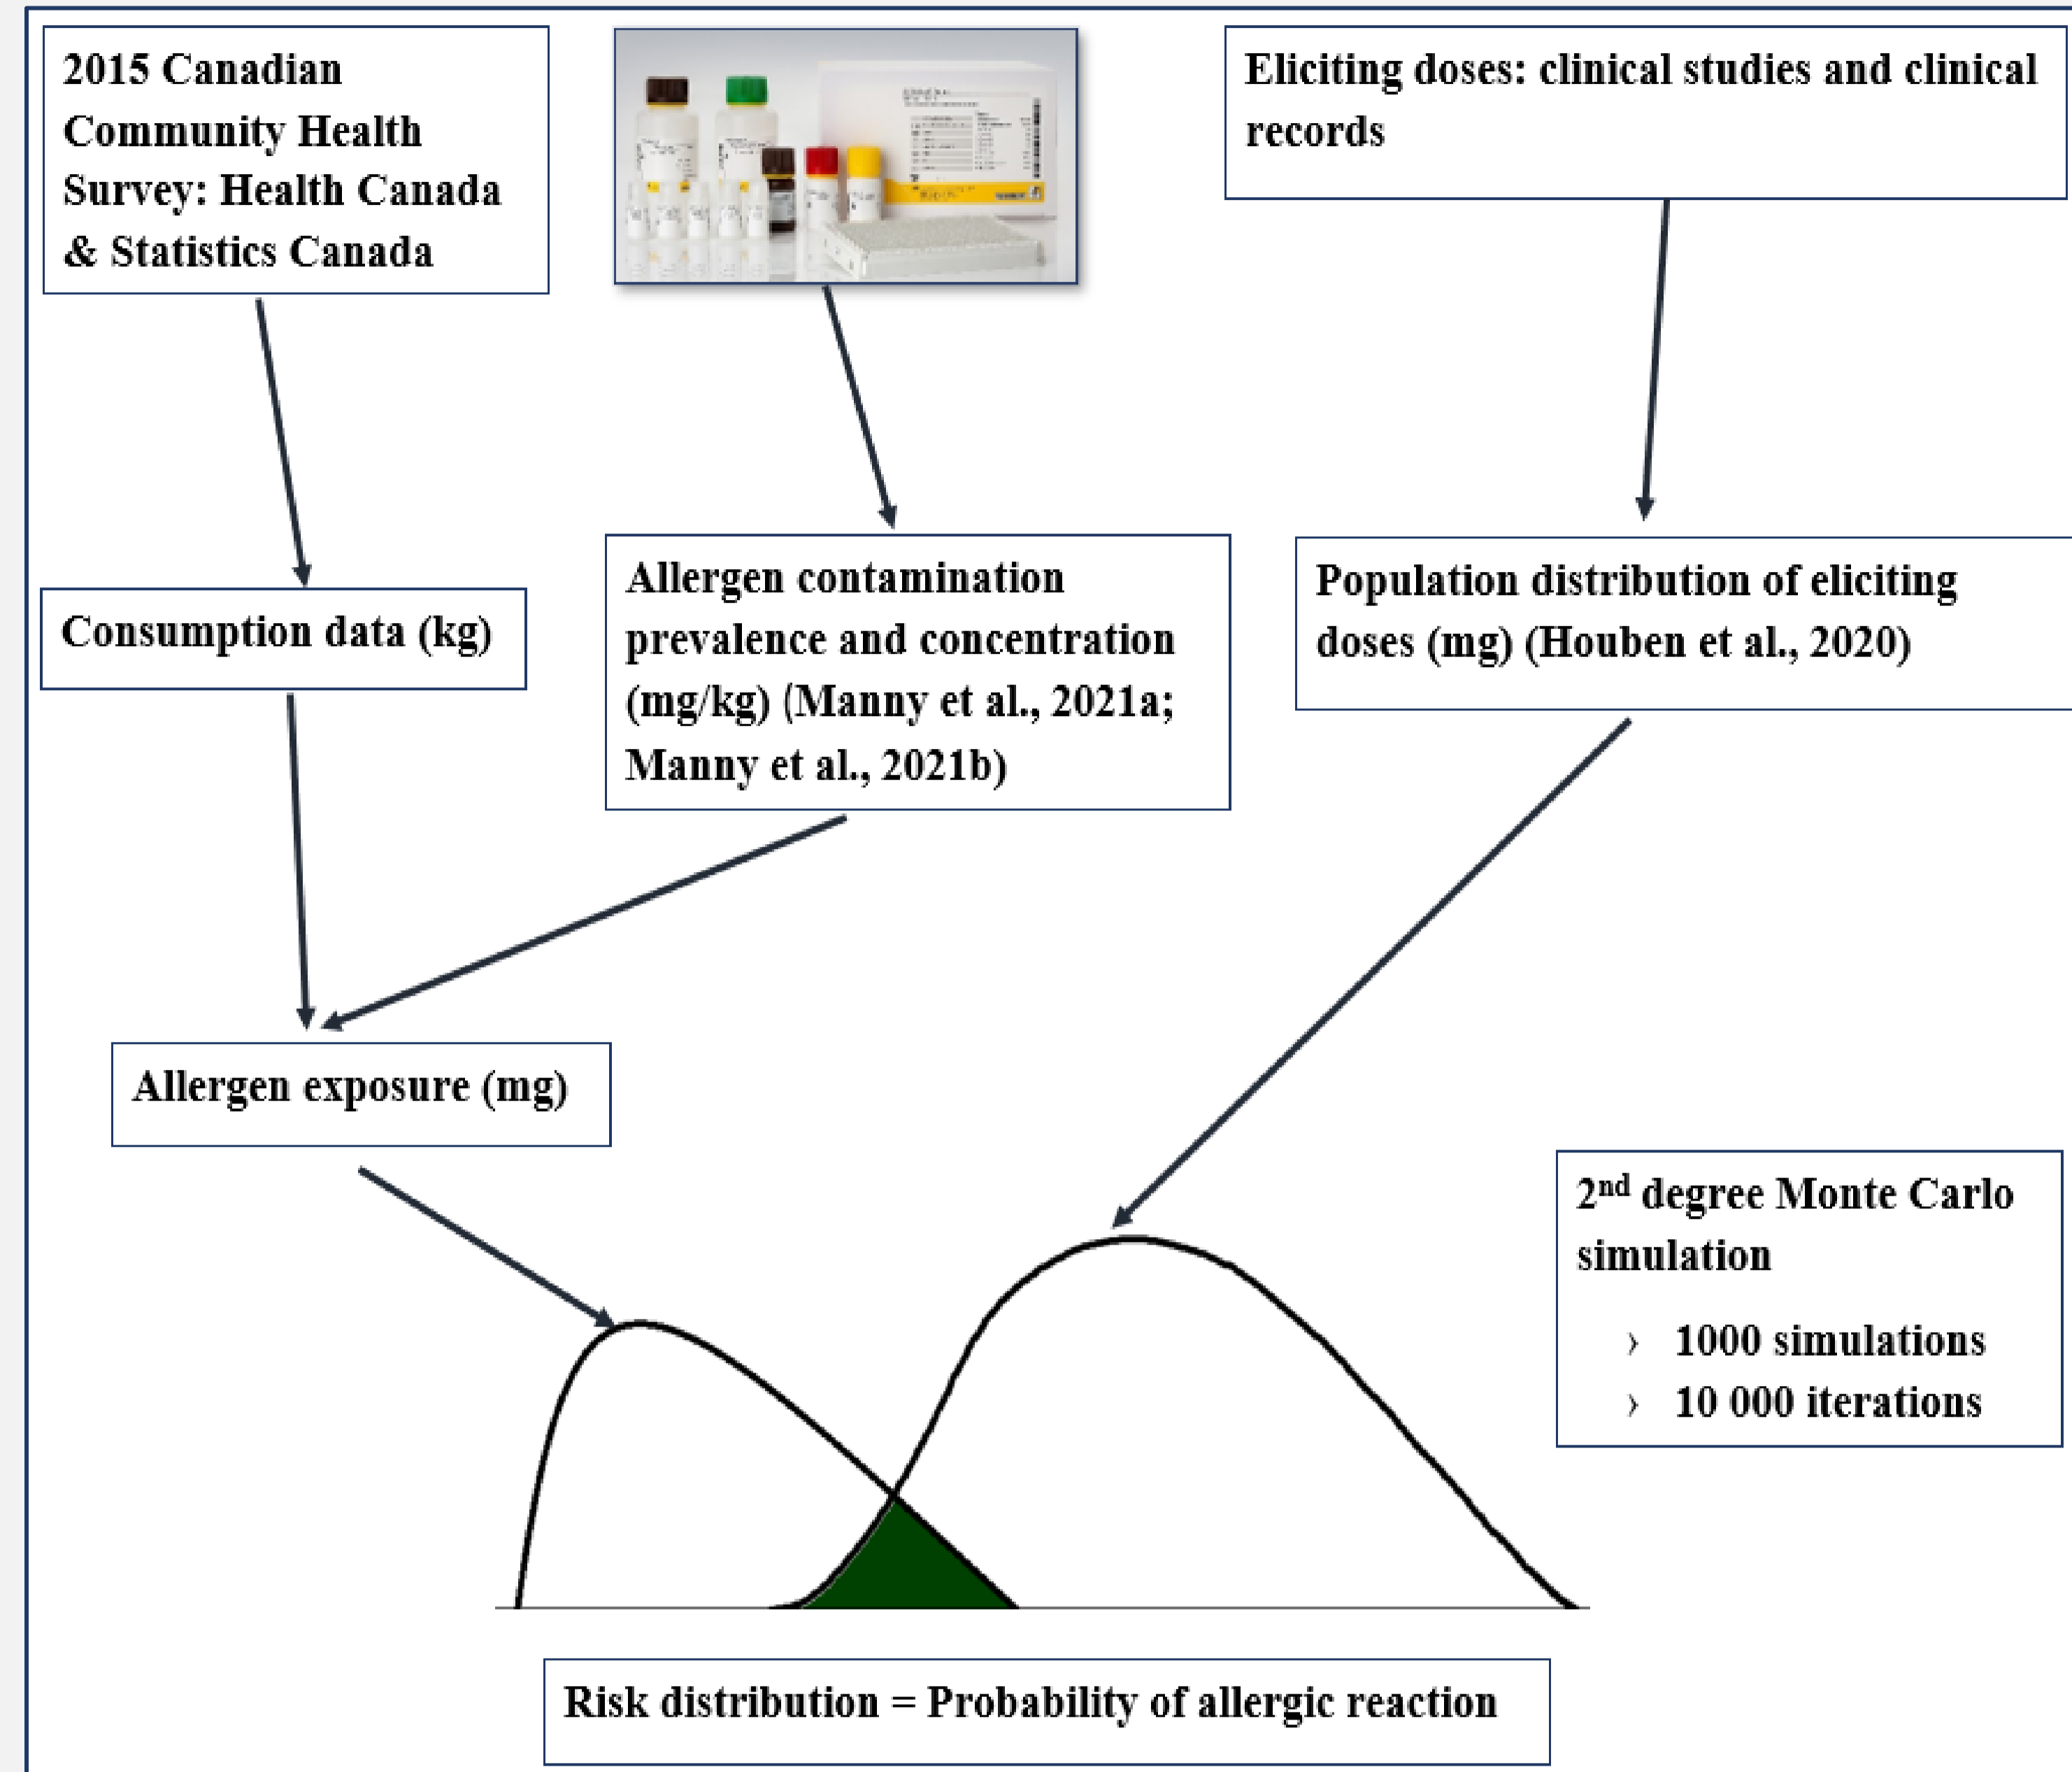 2015 Canadian
Community Health
Survey: Health Canada
& Statistics Canada
Eliciting doses: clinical studies and clinical
records
Consumption data (kg)
Allergen contamination
prevalence and concentration
(mg/kg) (Manny et al., 2021a;
Manny et al., 2021b)
Population distribution of eliciting
doses (mg) (Houben et al., 2020)
Allergen exposure (mg)
2nd degree Monte Carlo
simulation
› 1000 simulations
› 10 000 iterations
Risk distribution = Probability of allergic reaction